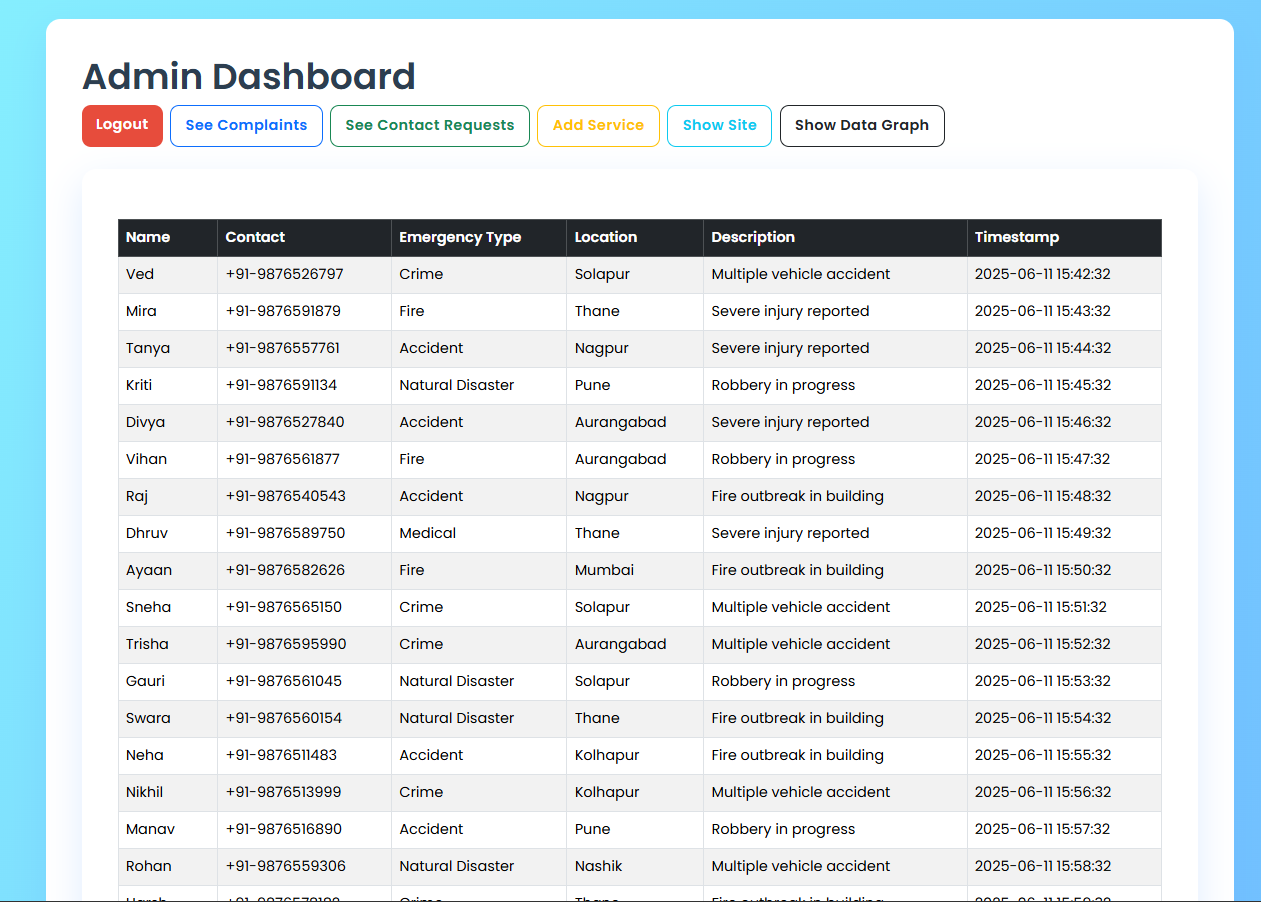 Admin Dashboard
Logout See Complaints See Contact Requests Add Service Show Site Show Data Graph
Name Contact Emergency Type Location Description Timestamp
Ved +91-9876526797 Crime Solapur Multiple vehicle accident 2025-06-11 15:42:32
Mira +91-9876591879 Fire Thane Severe injury reported 2025-06-11 15:43:32
Tanya +91-9876557761 Accident Nagpur Severe injury reported 2025-06-11 15:44:32
Kriti +91-9876591134 Natural Disaster Pune Robbery in progress 2025-06-11 15:45:32
Divya +91-9876527840 Accident Aurangabad Severe injury reported 2025-06-11 15:46:32
Vihan +91-9876561877 Fire Aurangabad Robbery in progress 2025-06-11 15:47:32
Raj +91-9876540543 Accident Nagpur Fire outbreak in building 2025-06-11 15:48:32
Dhruv +91-9876589750 Medical Thane Severe injury reported 2025-06-11 15:49:32
Ayaan +91-9876582626 Fire Mumbai Fire outbreak in building 2025-06-11 15:50:32
Sneha +91-9876565150 Crime Solapur Multiple vehicle accident 2025-06-11 15:51:32
Trisha +91-9876595990 Crime Aurangabad Multiple vehicle accident 2025-06-11 15:52:32
Gauri +91-9876561045 Natural Disaster Solapur Robbery in progress 2025-06-11 15:53:32
Swara +91-9876560154 Natural Disaster Thane Fire outbreak in building 2025-06-11 15:54:32
Neha +91-9876511483 Accident Kolhapur Fire outbreak in building 2025-06-11 15:55:32
Nikhil +91-9876513999 Crime Kolhapur Multiple vehicle accident 2025-06-11 15:56:32
Manav +91-9876516890 Accident Pune Robbery in progress 2025-06-11 15:57:32
Rohan +91-9876559306 Natural Disaster Nashik Multiple vehicle accident 2025-06-11 15:58:32